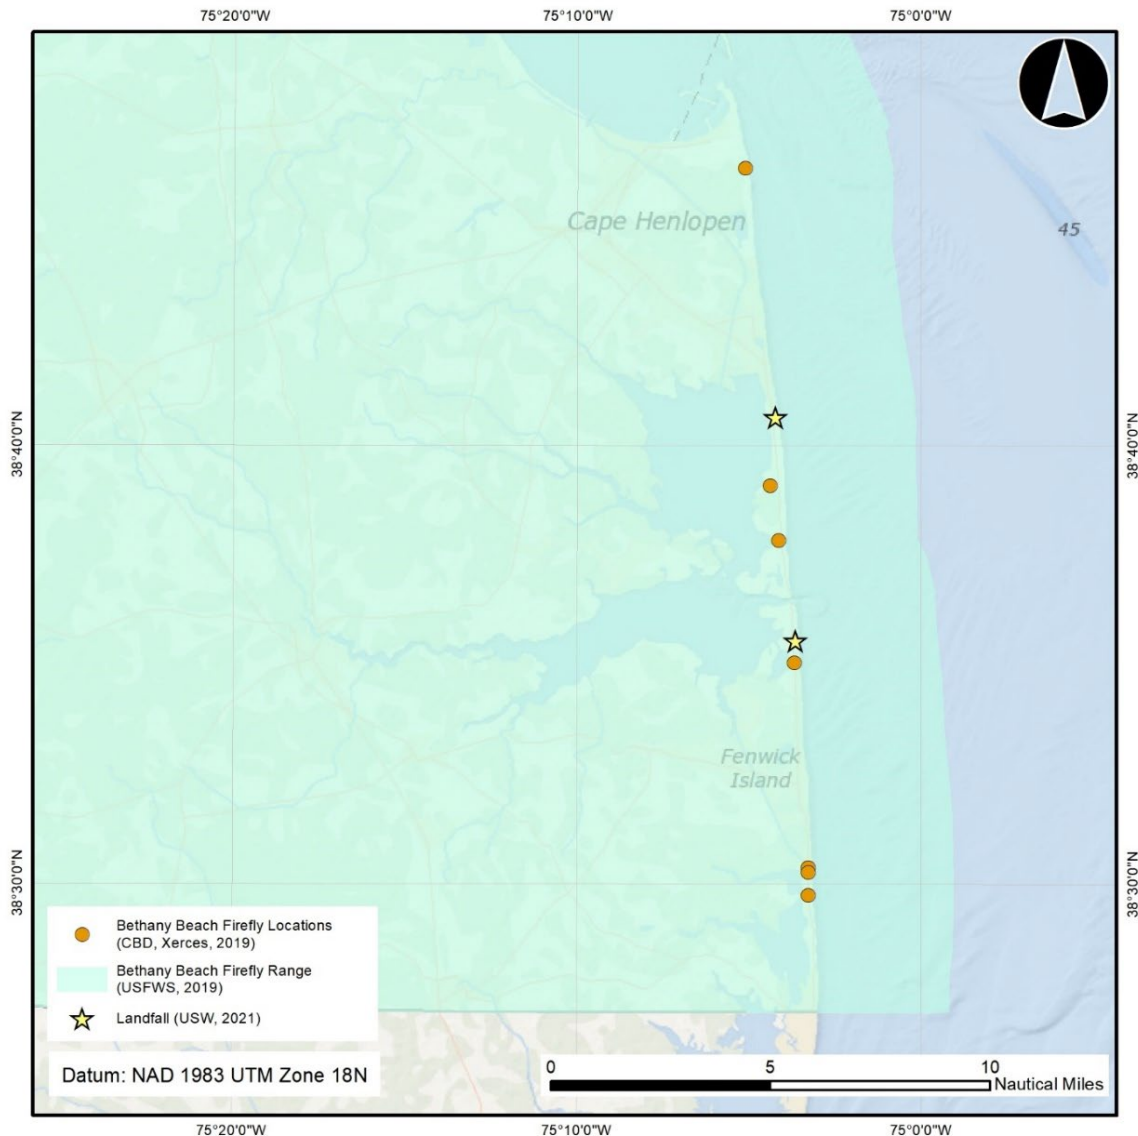 75°20'0"W 75°10'0"W 75°0'0"W
Cape Henlopen
45
38°40'0"N 38°40'0"N
Fenwick
Island
38°30'0"N 38°30'0"N
Bethany Beach Firefly Locations
(CBD, Xerces, 2019)
Bethany Beach Firefly Range
(USFWS, 2019)
Landfall (USW, 2021)
Datum: NAD 1983 UTM Zone 18N
0 5 10
Nautical Miles
75°20'0"W 75°10'0"W 75°0'0"W